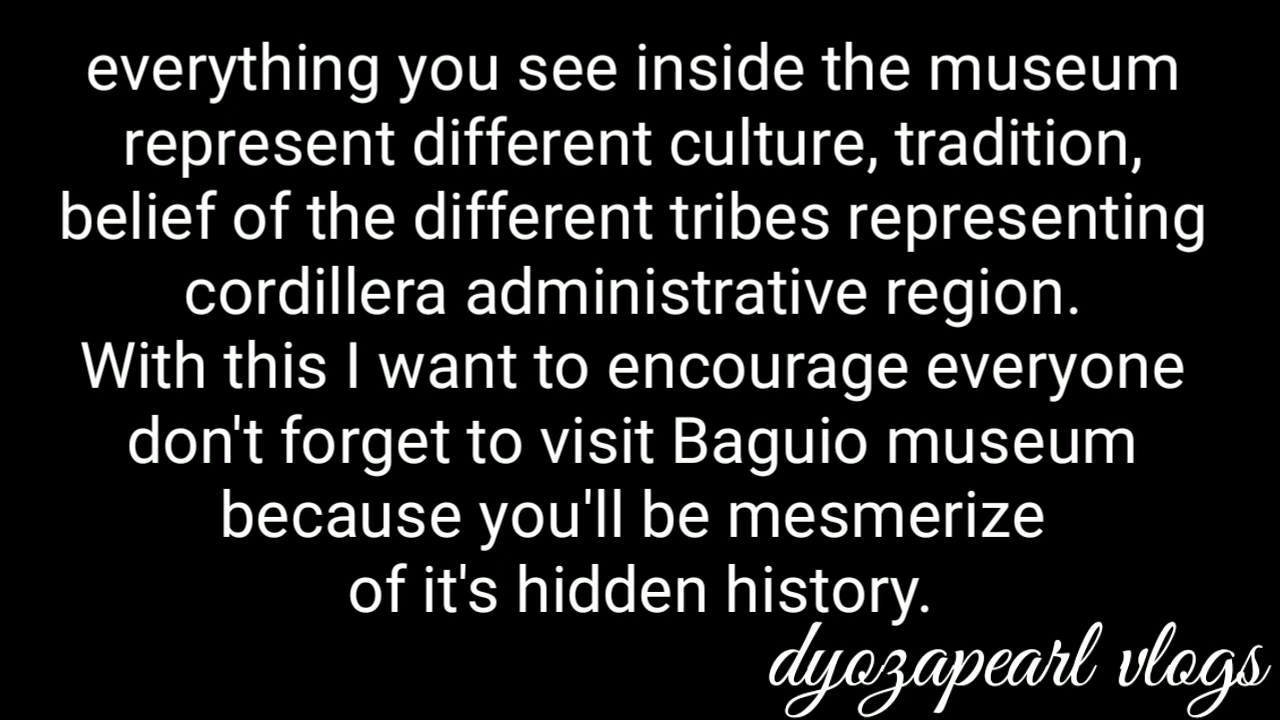 everything you see inside the museum
represent different culture, tradition,
belief of the different tribes representing
cordillera administrative region.
With this I want to encourage everyone
don't forget to visit Baguio museum
because you'll be mesmerize
of it's hidden history.
dyozapearl vlogs